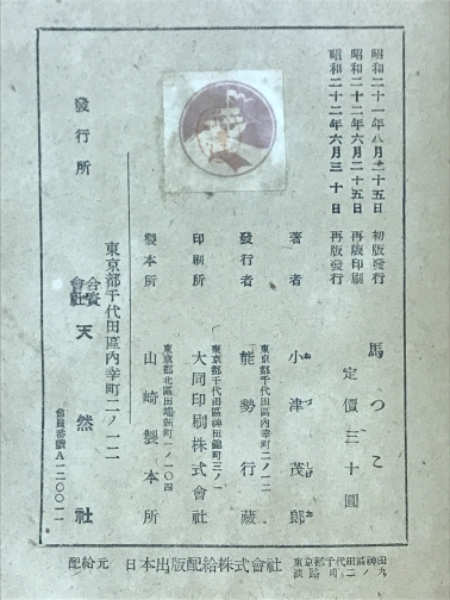 昭和二十一年八月二十五日 初版發行
昭和二十二年六月二十五日 再版印刷
昭和二十二年六月三十日 再版發行
馬つこ
定價三十圓
著者 小津茂郎
東京都千代田區內幸町二ノ一二
發行者 能勢行藏
東京都千代田區神田錦町三ノ一
印刷所 大同印刷株式會社
東京都北區田端新町一ノ一〇四
製本所 山崎製本所
東京都千代田區內幸町二ノ一二
發行所 合資會社 天然社
會員番號A一二〇〇一一
配給元 日本出版配給株式會社 東京都千代田區神田淡路町二ノ九